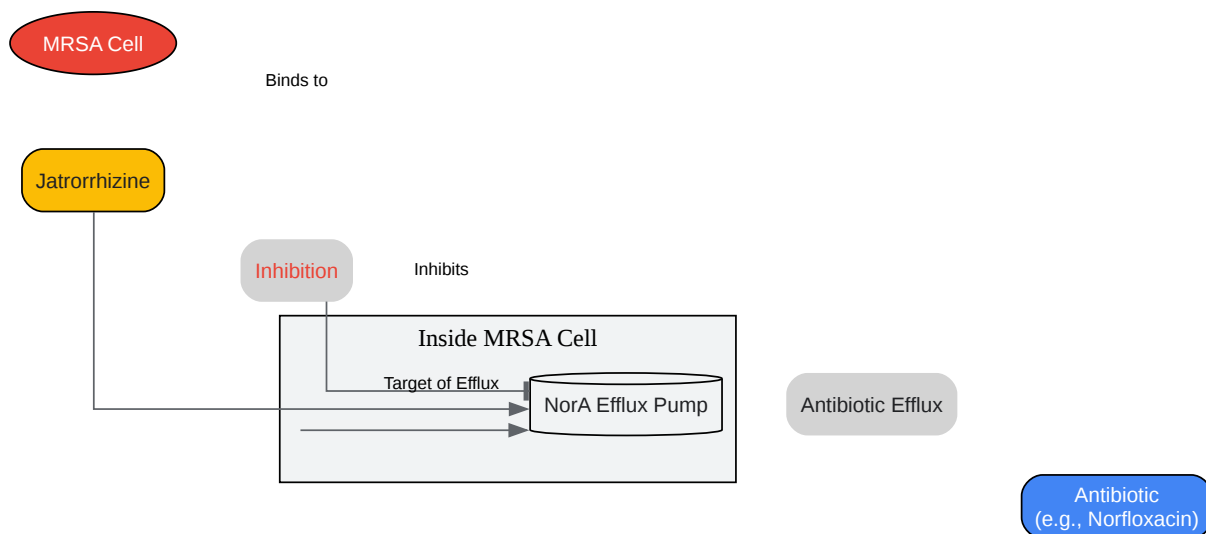 MRSA Cell
Binds to
Jatrorrhizine
Inhibition
Inhibits
Inside MRSA Cell
Target of Efflux
NorA Efflux Pump
Antibiotic Efflux
Antibiotic
(e.g., Norfloxacin)